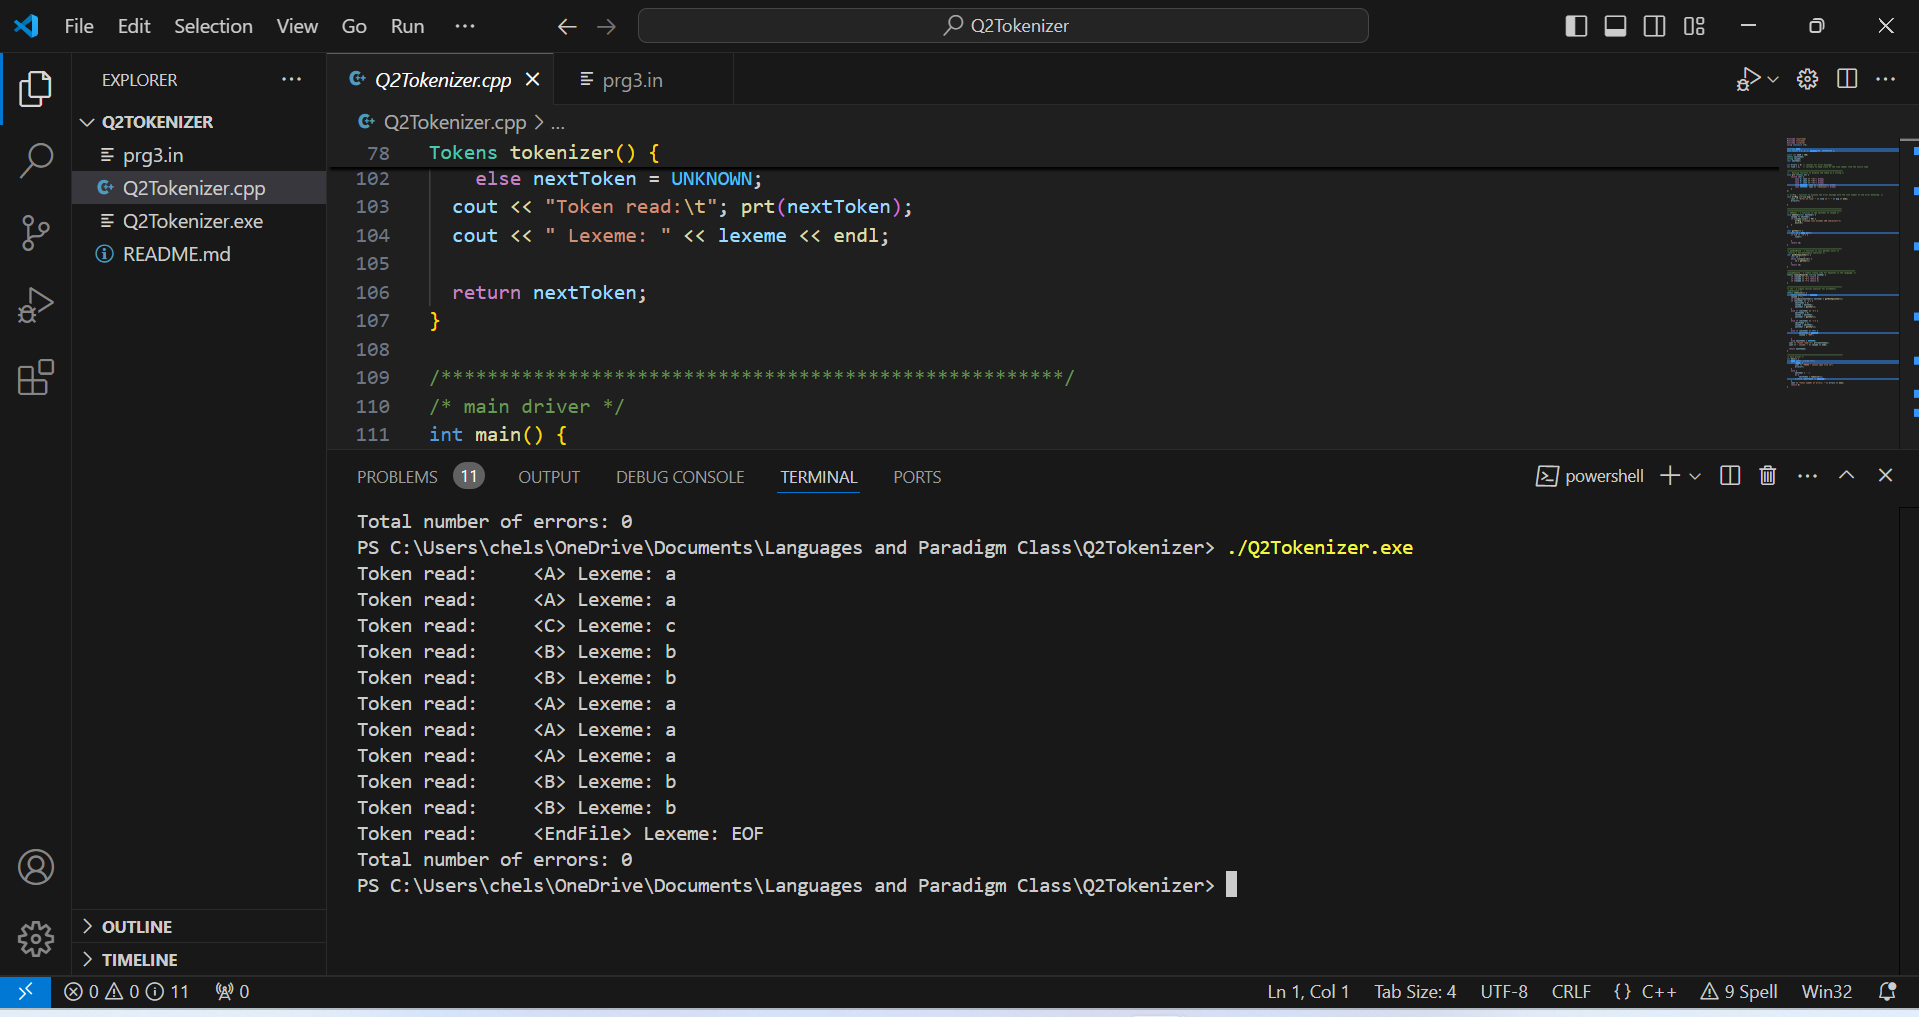 File Edit Selection View Go Run ···
Q2Tokenizer
EXPLORER ···
Q2TOKENIZER
prg3.in
Q2Tokenizer.cpp
Q2Tokenizer.exe
README.md
OUTLINE
TIMELINE
Q2Tokenizer.cpp
prg3.in
Q2Tokenizer.cpp > ...
78 Tokens tokenizer() {
102 else nextToken = UNKNOWN;
103 cout << "Token read:\t"; prt(nextToken);
104 cout << " Lexeme: " << lexeme << endl;
105
106 return nextToken;
107 }
108
109 /******************************************************/
110 /* main driver */
111 int main() {
PROBLEMS 11 OUTPUT DEBUG CONSOLE TERMINAL PORTS
powershell
Total number of errors: 0
PS C:\Users\chels\OneDrive\Documents\Languages and Paradigm Class\Q2Tokenizer> ./Q2Tokenizer.exe
Token read: <A> Lexeme: a
Token read: <A> Lexeme: a
Token read: <C> Lexeme: c
Token read: <B> Lexeme: b
Token read: <B> Lexeme: b
Token read: <A> Lexeme: a
Token read: <A> Lexeme: a
Token read: <A> Lexeme: a
Token read: <B> Lexeme: b
Token read: <B> Lexeme: b
Token read: <EndFile> Lexeme: EOF
Total number of errors: 0
PS C:\Users\chels\OneDrive\Documents\Languages and Paradigm Class\Q2Tokenizer>
0 0 11 0
Ln 1, Col 1 Tab Size: 4 UTF-8 CRLF {} C++ 9 Spell Win32